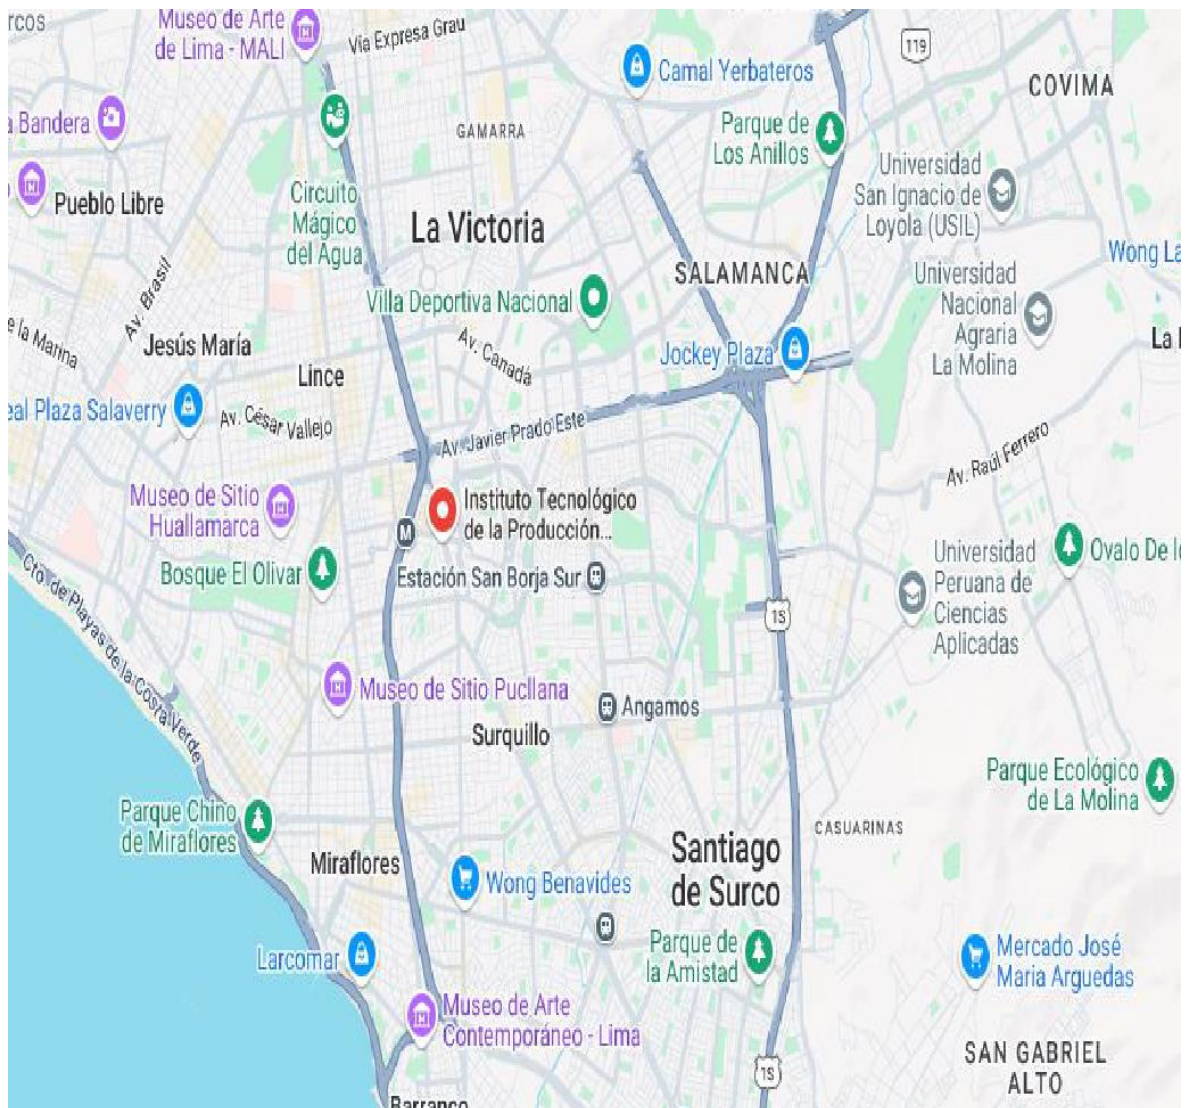 rcos
Museo de Arte
de Lima - MALI
Vía Expresa Grau
119
Camal Yerbateros
COVIMA
a Bandera
GAMARRA
Parque de
Los Anillos
Universidad
San Ignacio de
Loyola (USIL)
Pueblo Libre
Circuito
Mágico
del Agua
La Victoria
Wong La
SALAMANCA
Universidad
Nacional
Agraria
La Molina
Av. Brasil
Villa Deportiva Nacional
e la Marina
Jesús María
Av. Canadá
Jockey Plaza
La
Lince
eal Plaza Salaverry
Av. César Vallejo
Av. Javier Prado Este
Av. Raúl Ferrero
Museo de Sitio
Huallamarca
Instituto Tecnológico
de la Producción...
M
Cto. de Playas de la Costa Verde
Bosque El Olivar
Estación San Borja Sur
Universidad
Peruana de
Ciencias
Aplicadas
Ovalo De l
1S
Museo de Sitio Pucllana
Angamos
Surquillo
Parque Ecológico
de La Molina
Parque Chino
de Miraflores
CASUARINAS
Miraflores
Santiago
de Surco
Wong Benavides
Parque de
la Amistad
Larcomar
Mercado José
Maria Arguedas
Museo de Arte
Contemporáneo - Lima
SAN GABRIEL
ALTO
1S
Barranco